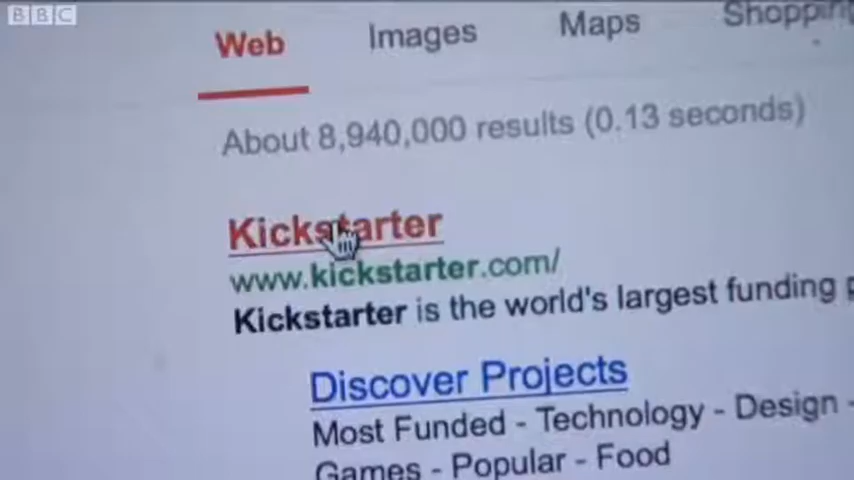 BBC
Web Images Maps Shopping
About 8,940,000 results (0.13 seconds)
Kickstarter
www.kickstarter.com/
Kickstarter is the world's largest funding
Discover Projects
Most Funded - Technology - Design -
Games - Popular - Food